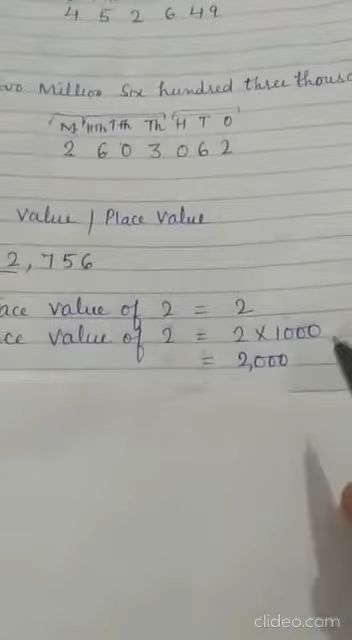 4 5 2 6 4 9
Million Six hundred three thousa
M Hth Tth Th H T O
2 6 0 3 0 6 2
Value / Place Value
2,756
ace value of 2 = 2
ce value of 2 = 2 × 1000
= 2,000
clideo.com